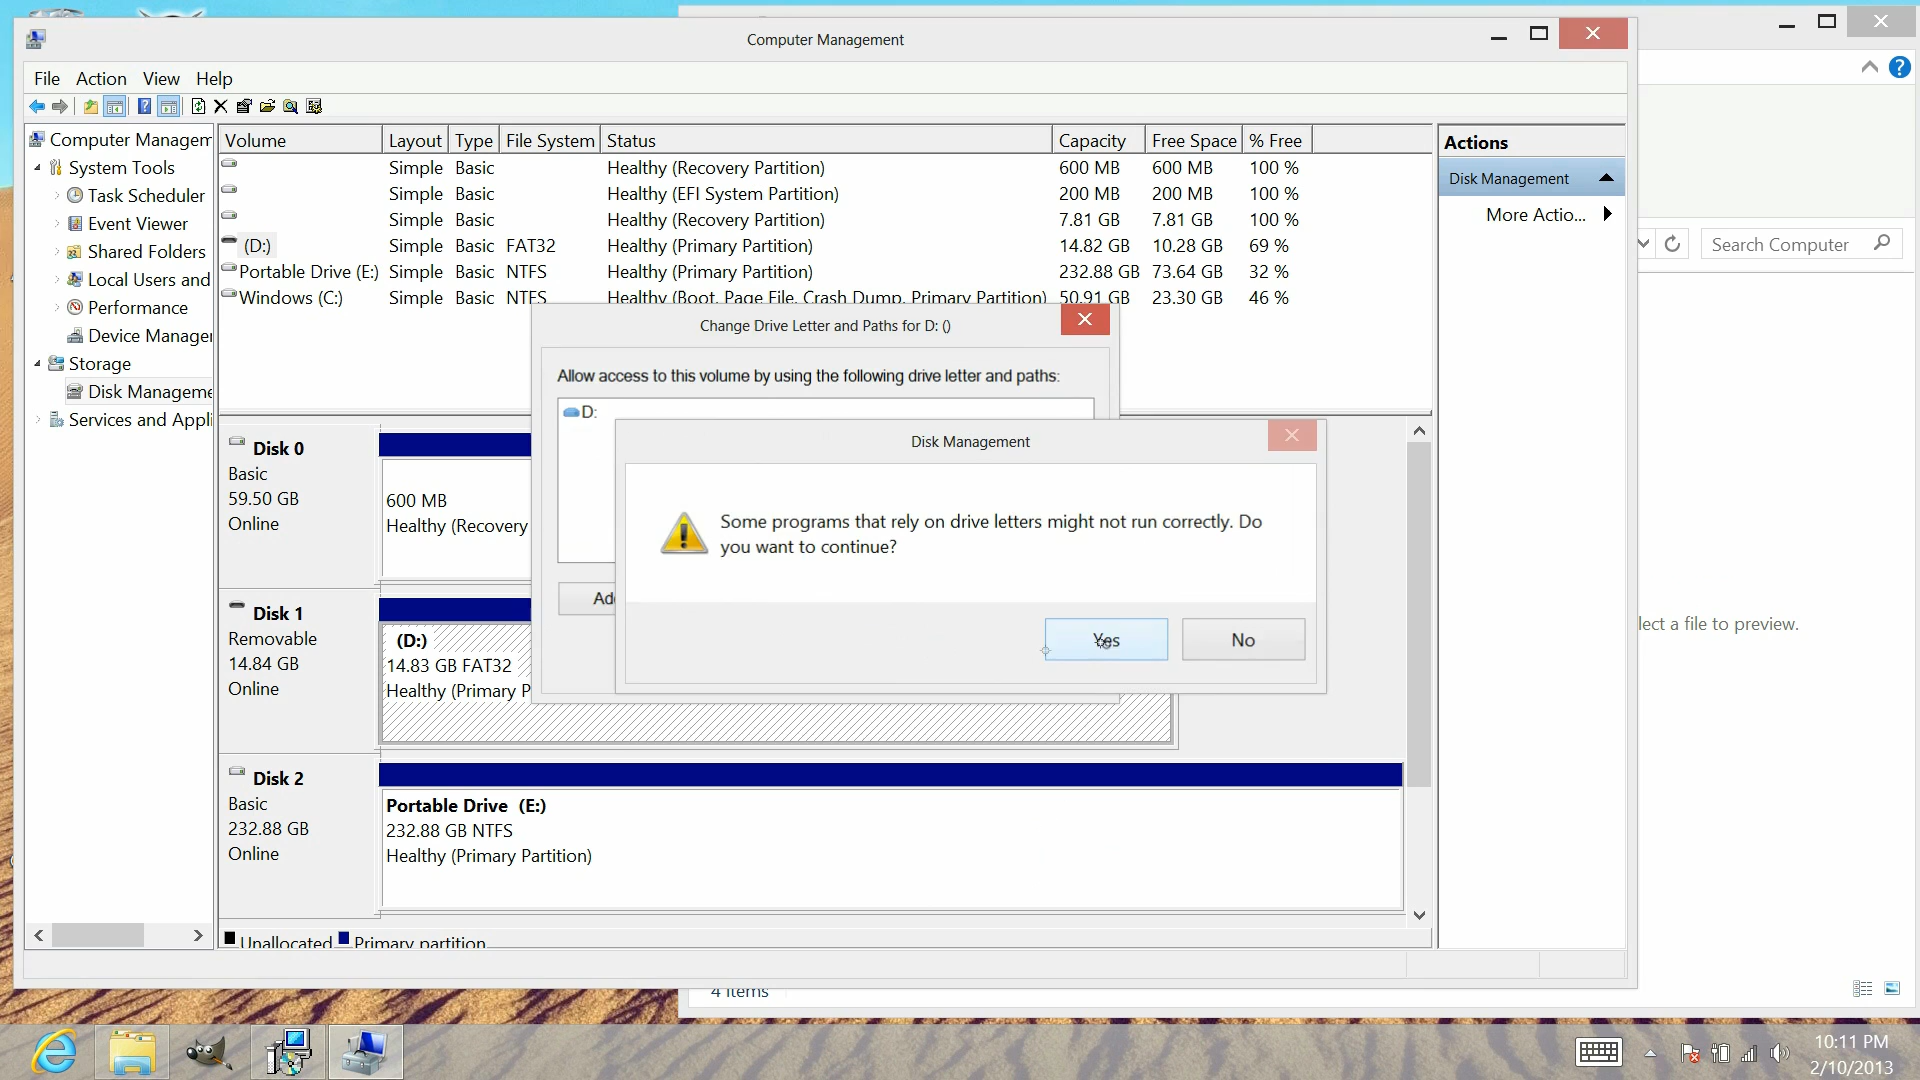 Computer Management
File Action View Help
Computer Managem
System Tools
Task Scheduler
Event Viewer
Shared Folders
Local Users and
Performance
Device Manager
Storage
Disk Manageme
Services and Appli
Volume Layout Type File System Status Capacity Free Space % Free
Simple Basic Healthy (Recovery Partition) 600 MB 600 MB 100 %
Simple Basic Healthy (EFI System Partition) 200 MB 200 MB 100 %
Simple Basic Healthy (Recovery Partition) 7.81 GB 7.81 GB 100 %
(D:) Simple Basic FAT32 Healthy (Primary Partition) 14.82 GB 10.28 GB 69 %
Portable Drive (E:) Simple Basic NTFS Healthy (Primary Partition) 232.88 GB 73.64 GB 32 %
Windows (C:) Simple Basic NTFS Healthy (Boot, Page File, Crash Dump, Primary Partition) 50.91 GB 23.30 GB 46 %
Actions
Disk Management
More Actio...
Search Computer
Change Drive Letter and Paths for D: ()
Allow access to this volume by using the following drive letter and paths:
D:
Ad
Disk Management
Some programs that rely on drive letters might not run correctly. Do
you want to continue?
Yes No
Disk 0
Basic
59.50 GB
Online
600 MB
Healthy (Recovery
Disk 1
Removable
14.84 GB
Online
(D:)
14.83 GB FAT32
Healthy (Primary P
Disk 2
Basic
232.88 GB
Online
Portable Drive (E:)
232.88 GB NTFS
Healthy (Primary Partition)
Unallocated Primary partition
lect a file to preview.
4 items
10:11 PM
2/10/2013